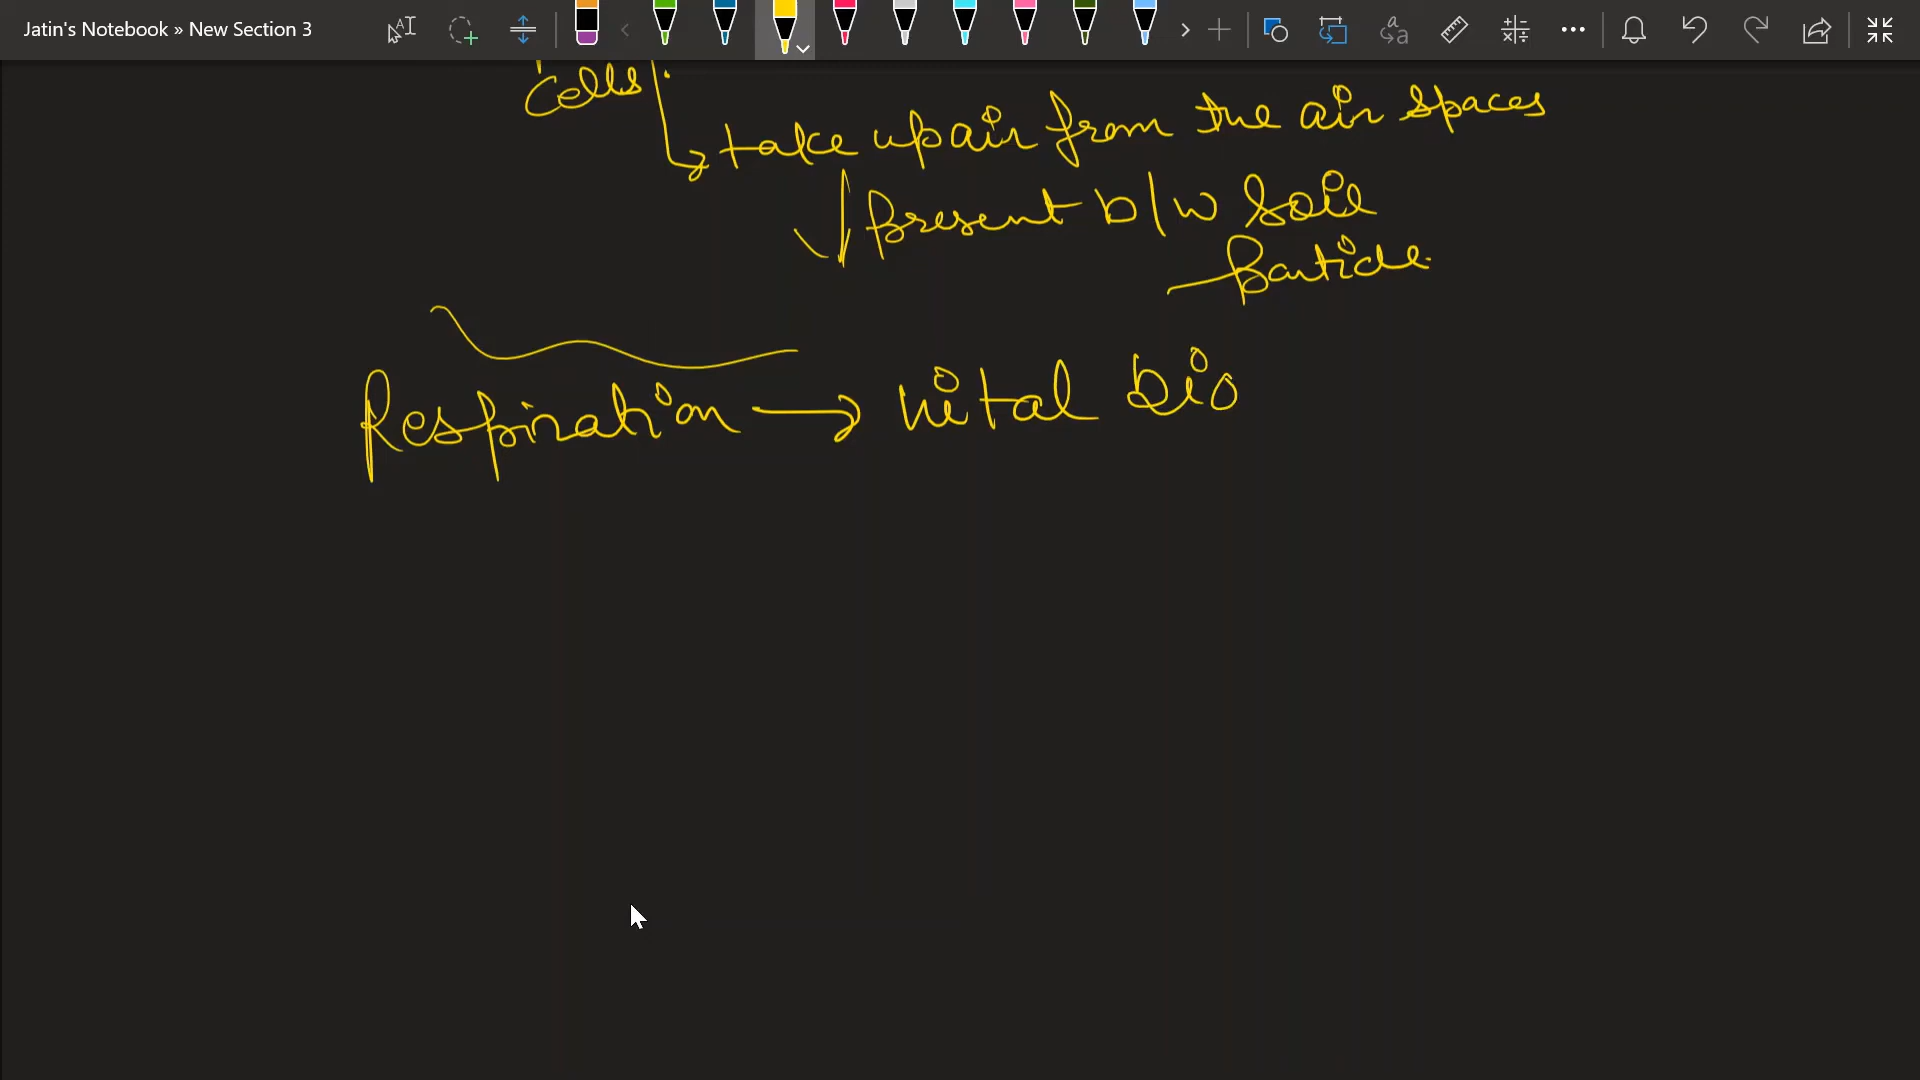 Jatin's Notebook » New Section 3
cells
take up air from the air spaces
present b/w soil
particle.
Respiration → vital bio